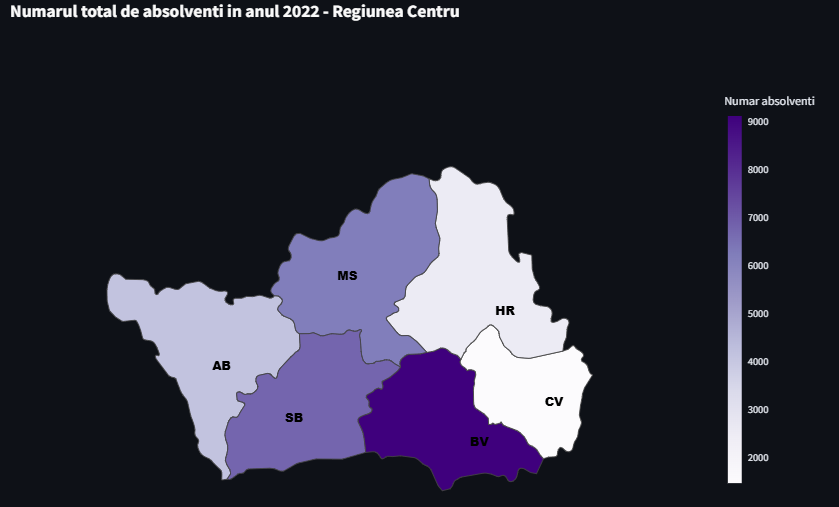 Numarul total de absolventi in anul 2022 - Regiunea Centru
Numar absolventi
9000
8000
7000
6000
5000
4000
3000
2000
MS
HR
AB
CV
SB
BV